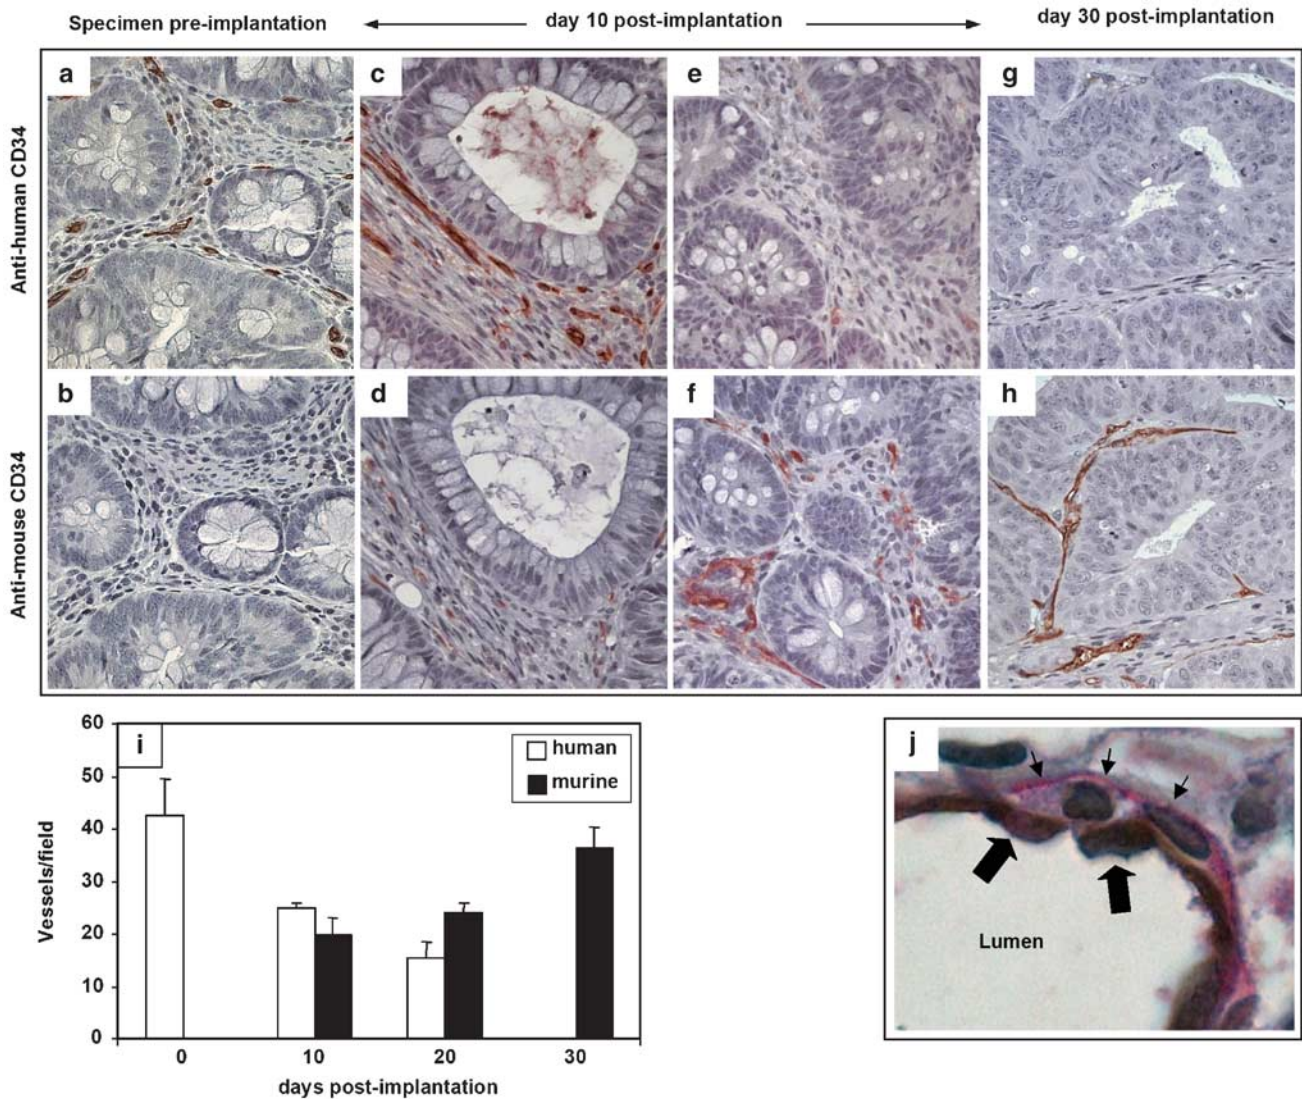 Specimen pre-implantation
day 10 post-implantation
day 30 post-implantation
Anti-human CD34
a
c
e
g
Anti-mouse CD34
b
d
f
h
i
human
murine
Vessels/field
60
50
40
30
20
10
0
0 10 20 30
days post-implantation
j
Lumen